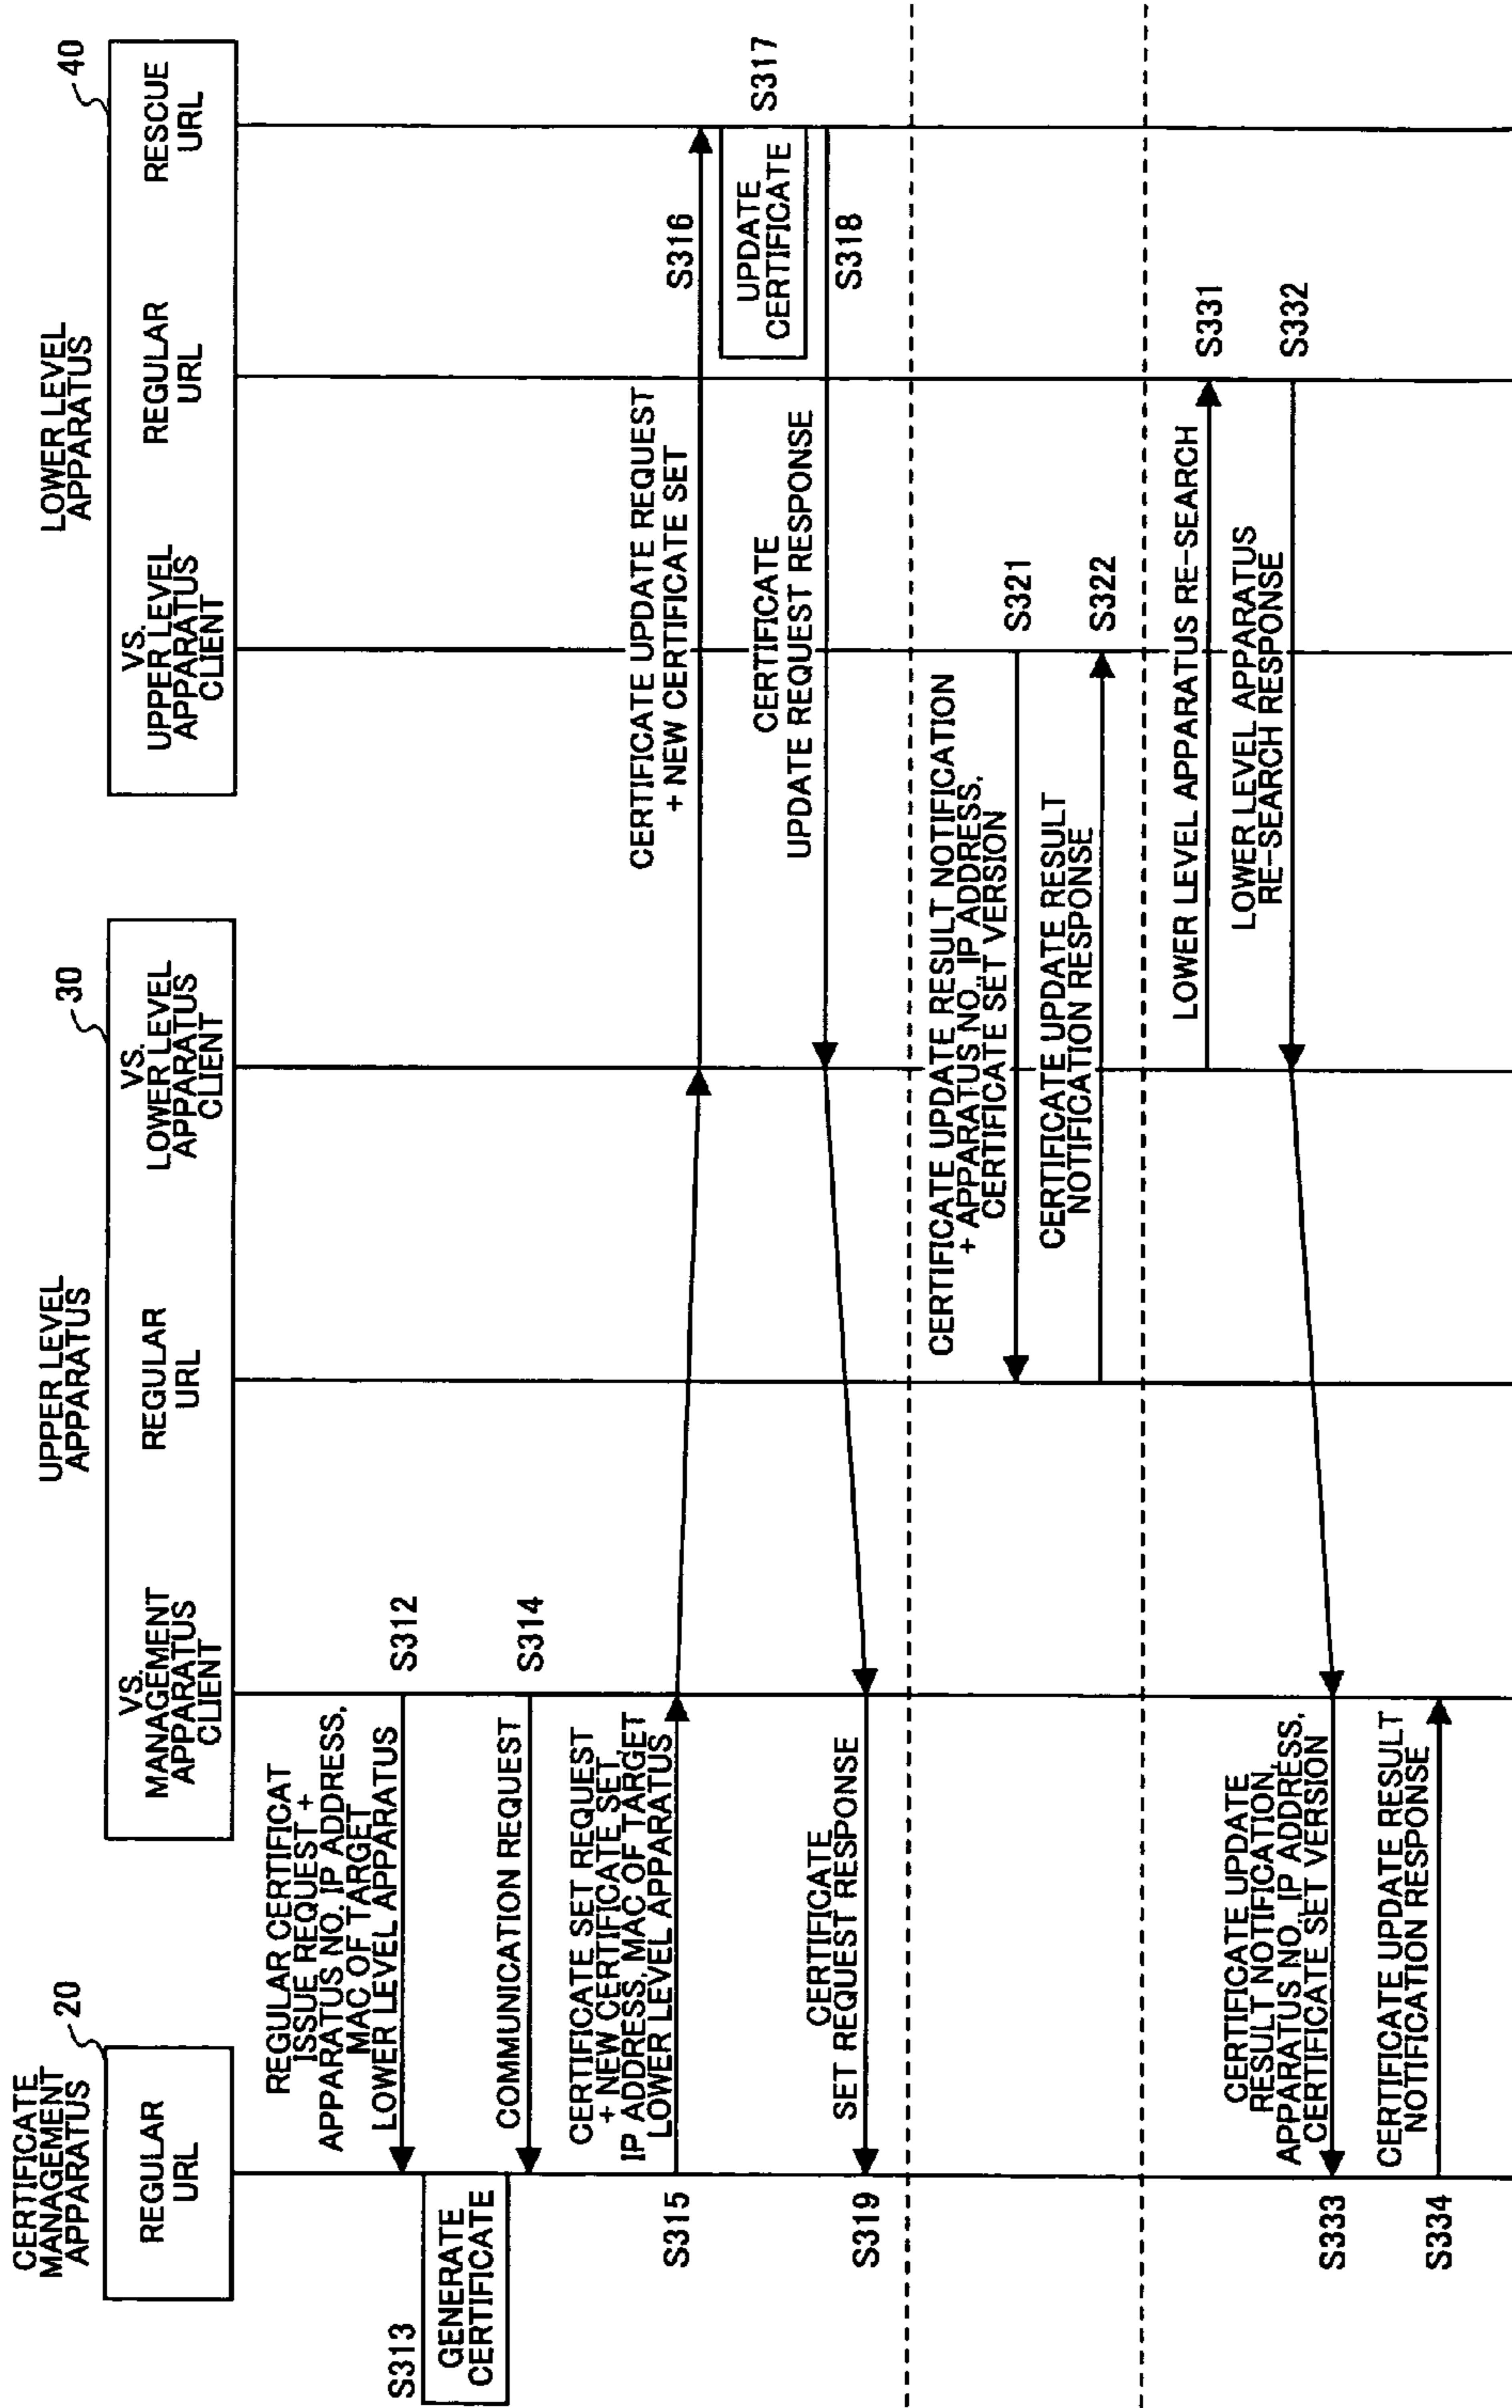 CERTIFICATE
MANAGEMENT
APPARATUS
20
REGULAR
URL
UPPER LEVEL
APPARATUS
30
VS.
MANAGEMENT
APPARATUS
CLIENT
REGULAR
URL
VS.
LOWER LEVEL
APPARATUS
CLIENT
LOWER LEVEL
APPARATUS
40
VS.
UPPER LEVEL
APPARATUS
CLIENT
REGULAR
URL
RESCUE
URL
REGULAR CERTIFICAT
ISSUE REQUEST +
APPARATUS NO. IP ADDRESS,
MAC OF TARGET
LOWER LEVEL APPARATUS
S312
S313
GENERATE
CERTIFICATE
COMMUNICATION REQUEST
S314
CERTIFICATE SET REQUEST
+ NEW CERTIFICATE SET,
IP ADDRESS, MAC OF TARGET
LOWER LEVEL APPARATUS
S315
CERTIFICATE UPDATE REQUEST
+ NEW CERTIFICATE SET
S316
UPDATE
CERTIFICATE
S317
CERTIFICATE
UPDATE REQUEST RESPONSE
S318
CERTIFICATE
SET REQUEST RESPONSE
S319
CERTIFICATE UPDATE RESULT NOTIFICATION
+ APPARATUS NO., IP ADDRESS,
CERTIFICATE SET VERSION
S321
CERTIFICATE UPDATE RESULT
NOTIFICATION RESPONSE
S322
LOWER LEVEL APPARATUS RE-SEARCH
S331
LOWER LEVEL APPARATUS
RE-SEARCH RESPONSE
S332
CERTIFICATE UPDATE
RESULT NOTIFICATION,
APPARATUS NO., IP ADDRESS,
CERTIFICATE SET VERSION
S333
CERTIFICATE UPDATE RESULT
NOTIFICATION RESPONSE
S334